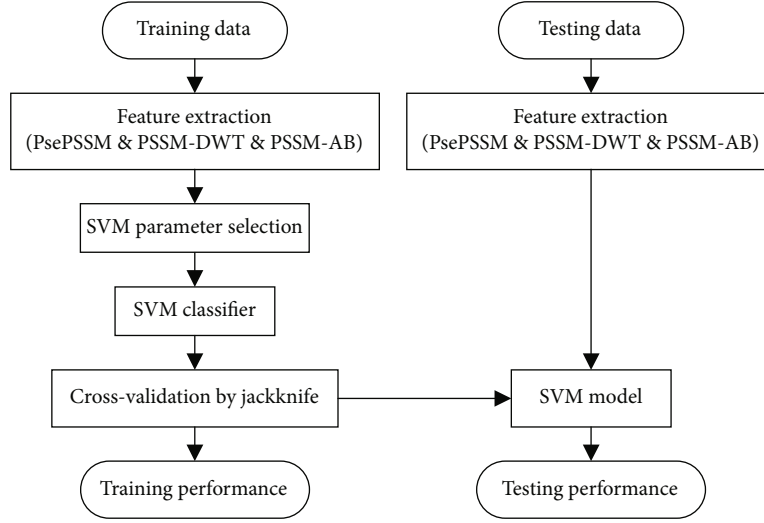 Training data
Feature extraction
(PsePSSM & PSSM-DWT & PSSM-AB)
SVM parameter selection
SVM classifier
Cross-validation by jackknife
Training performance
Testing data
Feature extraction
(PsePSSM & PSSM-DWT & PSSM-AB)
SVM model
Testing performance